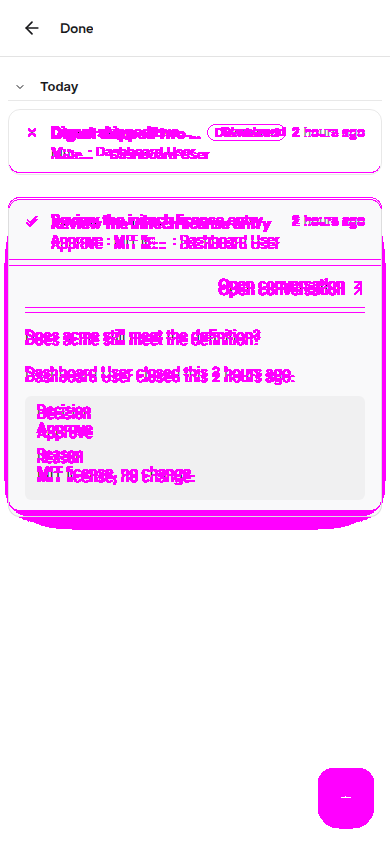 Done
Today
2 hours ago
Dashboard User
Review the license entry
2 hours ago
Approve · MIT · Dashboard User
Open conversation
Does acme still meet the definition?
Dashboard User closed this 2 hours ago.
Decision
Approve
Reason
MIT license, no change.